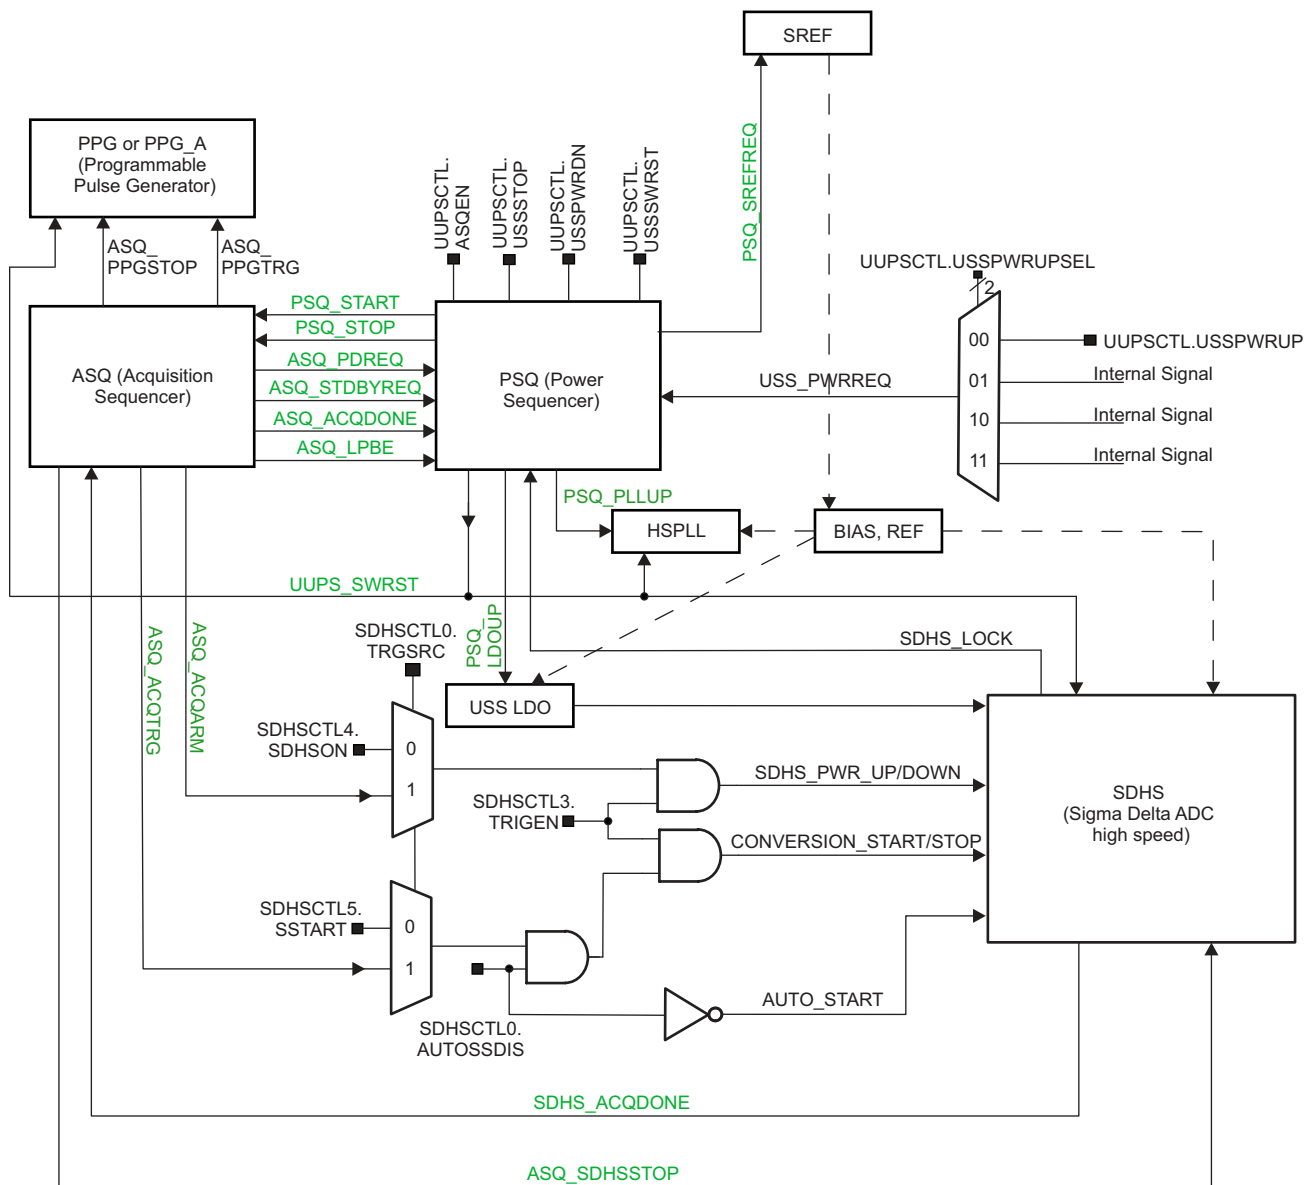 SREF
PPG or PPG_A
(Programmable
Pulse Generator)
ASQ_
PPGSTOP
ASQ_
PPGTRG
UUPSCTL.
ASQEN
UUPSCTL.
USSSTOP
UUPSCTL.
USSPWRDN
UUPSCTL.
USSSWRST
PSQ_SREFREQ
UUPSCTL.USSPWRUPSEL
2
00
01
10
11
UUPSCTL.USSPWRUP
Internal Signal
Internal Signal
Internal Signal
USS_PWRREQ
PSQ_START
PSQ_STOP
ASQ_PDREQ
ASQ_STDBYREQ
ASQ_ACQDONE
ASQ_LPBE
ASQ (Acquisition
Sequencer)
PSQ (Power
Sequencer)
PSQ_PLLUP
HSPLL
BIAS, REF
UUPS_SWRST
PSQ_
LDOUP
ASQ_ACQTRG
ASQ_ACQARM
SDHSCTL0.
TRGSRC
SDHS_LOCK
USS LDO
SDHSCTL4.
SDHSON
0
1
SDHSCTL3.
TRIGEN
SDHS_PWR_UP/DOWN
CONVERSION_START/STOP
SDHS
(Sigma Delta ADC
high speed)
SDHSCTL5.
SSTART
0
1
SDHSCTL0.
AUTOSSDIS
AUTO_START
SDHS_ACQDONE
ASQ_SDHSSTOP